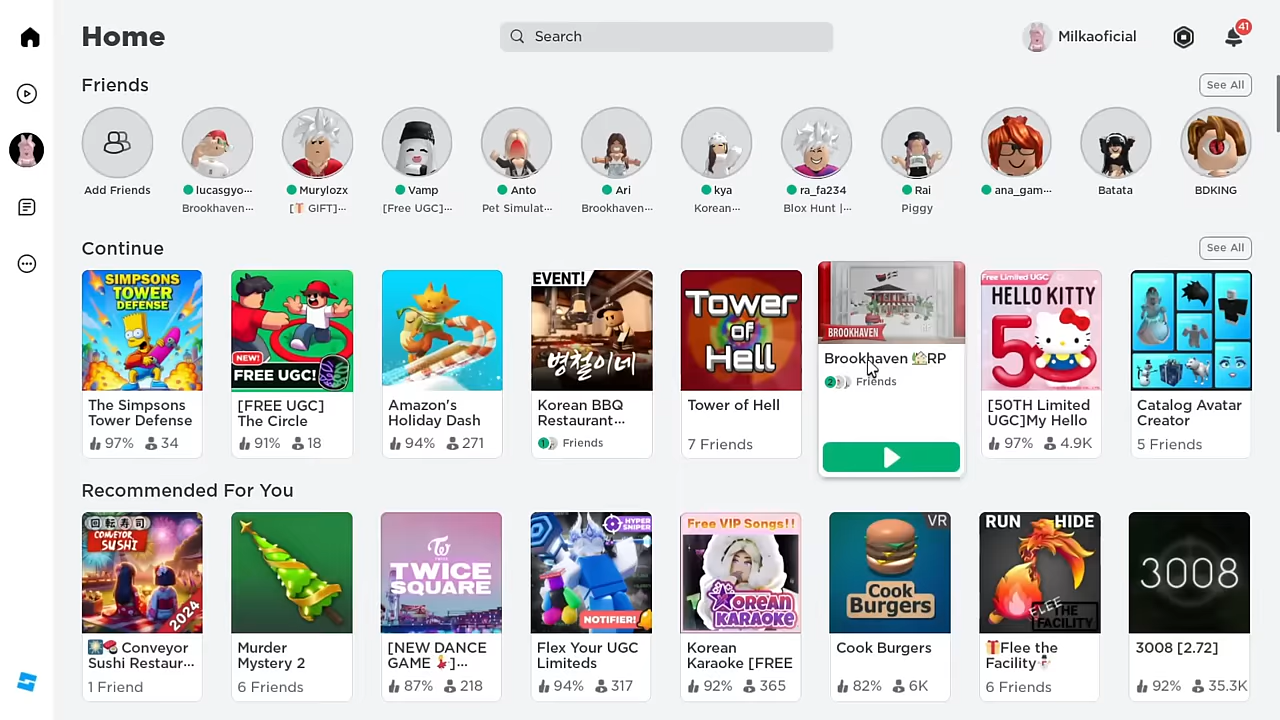 Home
Search
Milkaoficial
41
Friends
See All
Add Friends
lucasgyo...
Brookhaven...
Murylozx
[🎁 GIFT]...
Vamp
[Free UGC]...
Anto
Pet Simulat...
Ari
Brookhaven...
kya
Korean...
ra_fa234
Blox Hunt |...
Rai
Piggy
ana_gam...
Batata
BDKING
Continue
See All
SIMPSONS
TOWER
DEFENSE
The Simpsons
Tower Defense
97% 34
NEW!
FREE UGC!
[FREE UGC]
The Circle
91% 18
Amazon's
Holiday Dash
94% 271
EVENT!
병철이네
Korean BBQ
Restaurant...
1 Friends
Tower
of
Hell
Tower of Hell
7 Friends
BROOKHAVEN
Brookhaven 🏡RP
2 Friends
Free Limited UGC
HELLO KITTY
50
[50TH Limited
UGC]My Hello
97% 4.9K
Catalog Avatar
Creator
5 Friends
Recommended For You
回転寿司
CONVEYOR
SUSHI
2024
🎆🍣 Conveyor
Sushi Restaur...
1 Friend
Murder
Mystery 2
6 Friends
TWICE
SQUARE
[NEW DANCE
GAME 💃]...
87% 218
HYPER
SNIPER
NOTIFIER!
Flex Your UGC
Limiteds
94% 317
Free VIP Songs!!
KOREAN
KARAOKE
Korean
Karaoke [FREE
92% 365
VR
Cook
Burgers
Cook Burgers
82% 6K
RUN HIDE
FLEE
THE
FACILITY
🎁Flee the
Facility⛄
6 Friends
3008
3008 [2.72]
92% 35.3K